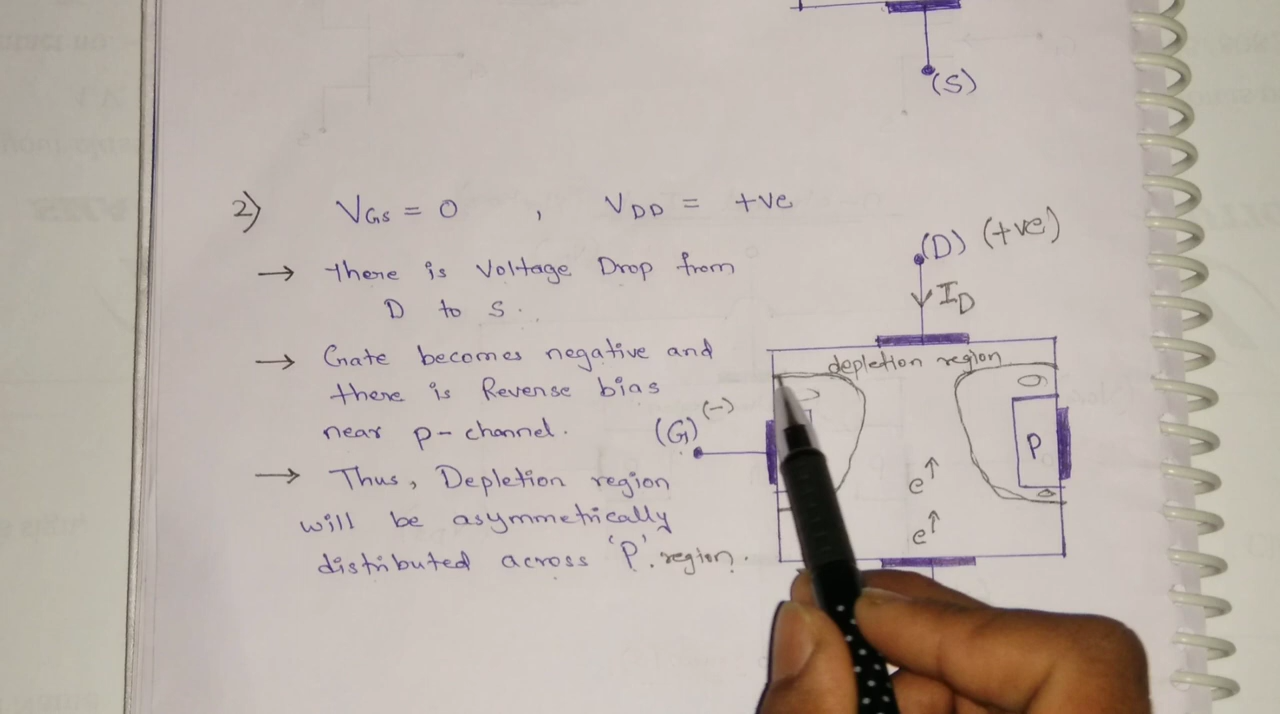 (S)
2) VGS = 0 , VDD = +ve
→ There is Voltage Drop from
D to S.
→ Gate becomes negative and
there is Reverse bias
near p-channel.
→ Thus, Depletion region
will be asymmetrically
distributed across 'P' region.
(D) (+ve)
ID
depletion region
(G) (-)
P
e↑
e↑